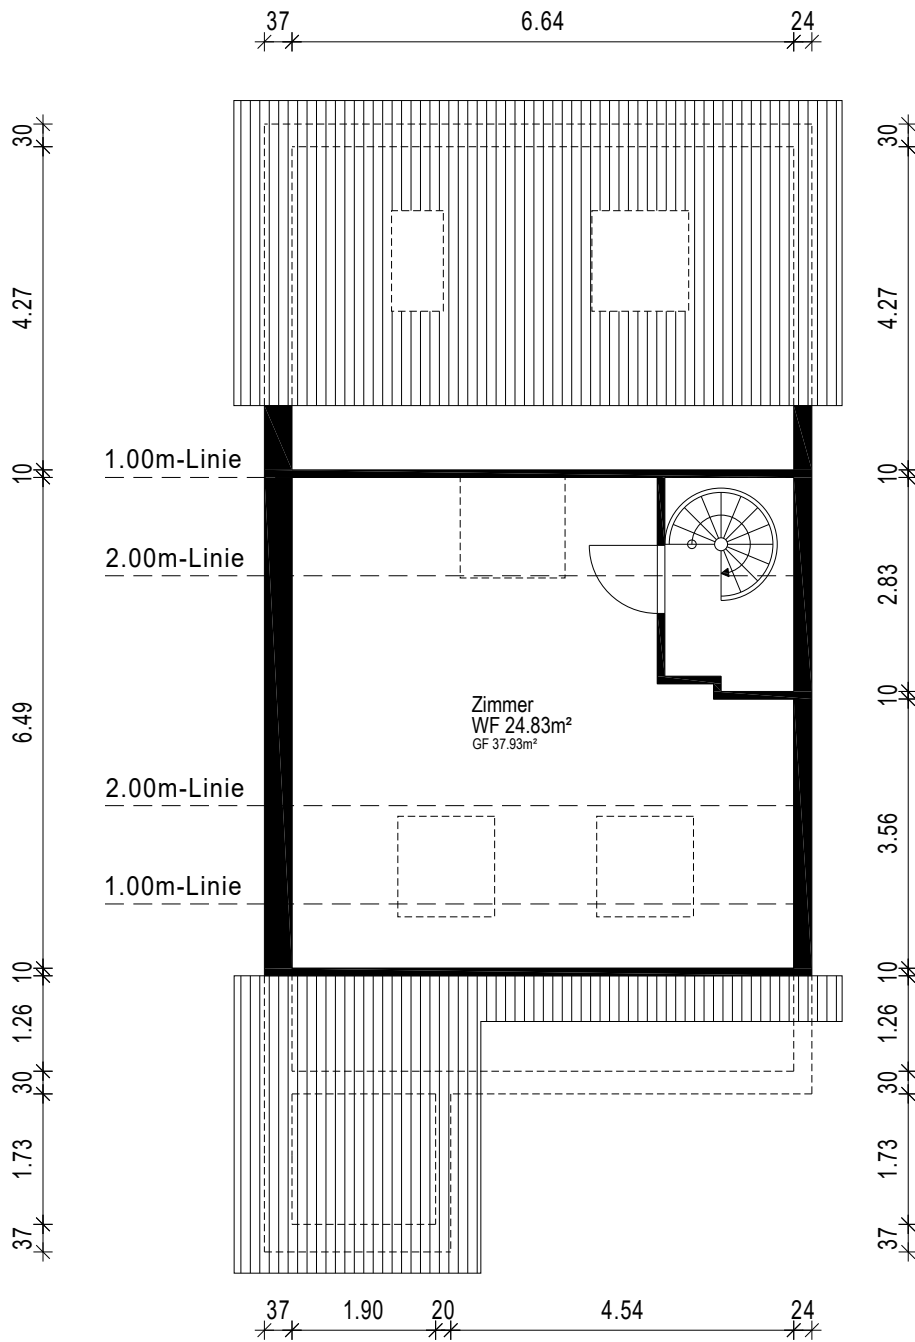 37 6.64 24
30 30
4.27 4.27
1.00m-Linie
10 10
2.00m-Linie
2.83
10
6.49
Zimmer
WF 24.83m²
GF 37.93m²
2.00m-Linie
3.56
1.00m-Linie
10 10
1.26 1.26
30 30
1.73 1.73
37 37
37 1.90 20 4.54 24